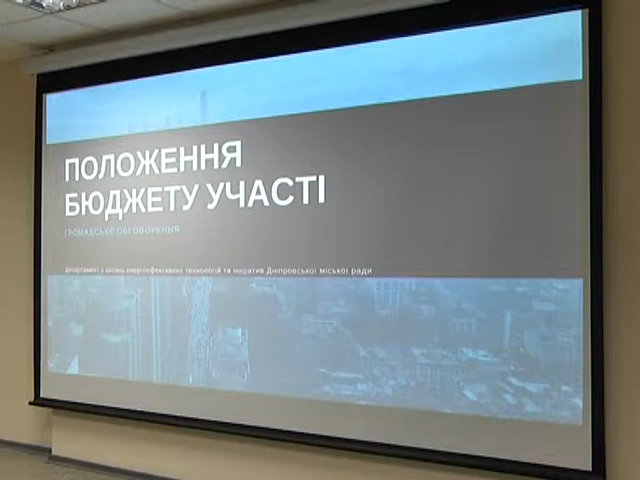 ПОЛОЖЕННЯ
БЮДЖЕТУ УЧАСТІ
ГРОМАДСЬКЕ ОБГОВОРЕННЯ
Департамент з питань енергоефективних технологій та ініціатив Дніпровської міської ради